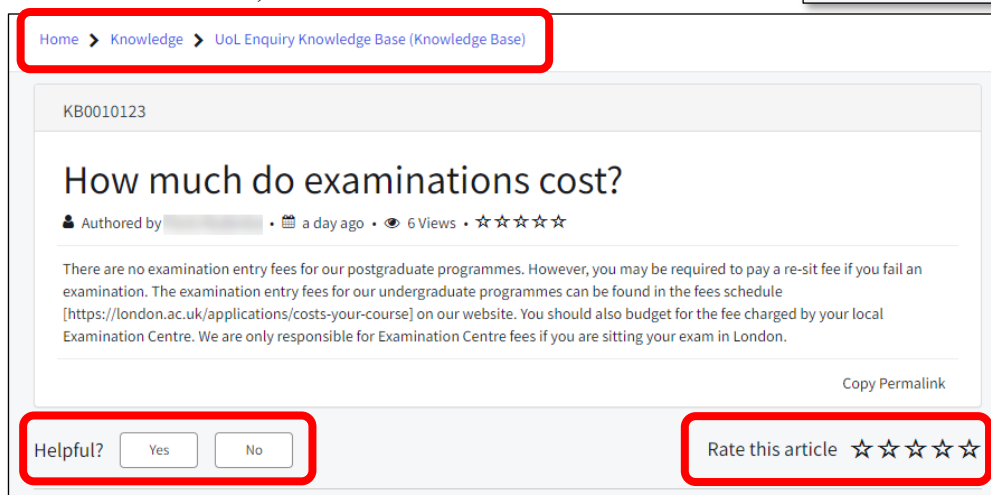 Home > Knowledge > UoL Enquiry Knowledge Base (Knowledge Base)
KB0010123
How much do examinations cost?
Authored by • a day ago • 6 Views •
There are no examination entry fees for our postgraduate programmes. However, you may be required to pay a re-sit fee if you fail an
examination. The examination entry fees for our undergraduate programmes can be found in the fees schedule
[https://london.ac.uk/applications/costs-your-course] on our website. You should also budget for the fee charged by your local
Examination Centre. We are only responsible for Examination Centre fees if you are sitting your exam in London.
Copy Permalink
Helpful? Yes No Rate this article